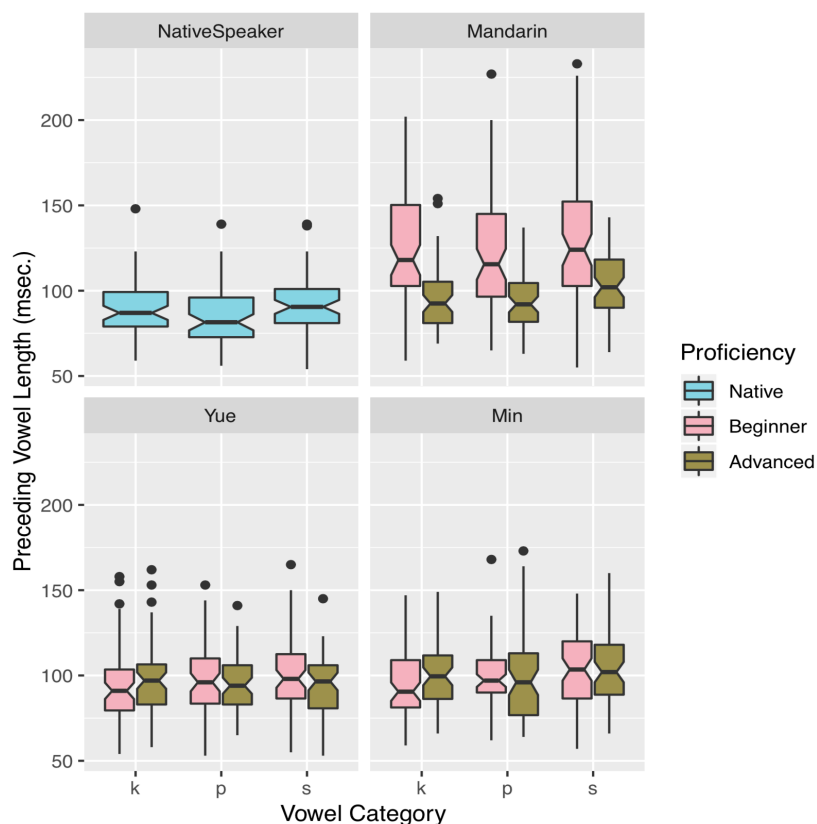 NativeSpeaker
Mandarin
200
150
100
50
Yue
Min
200
150
100
50
k
p
s
k
p
s
Preceding Vowel Length (msec.)
Vowel Category
Proficiency
Native
Beginner
Advanced